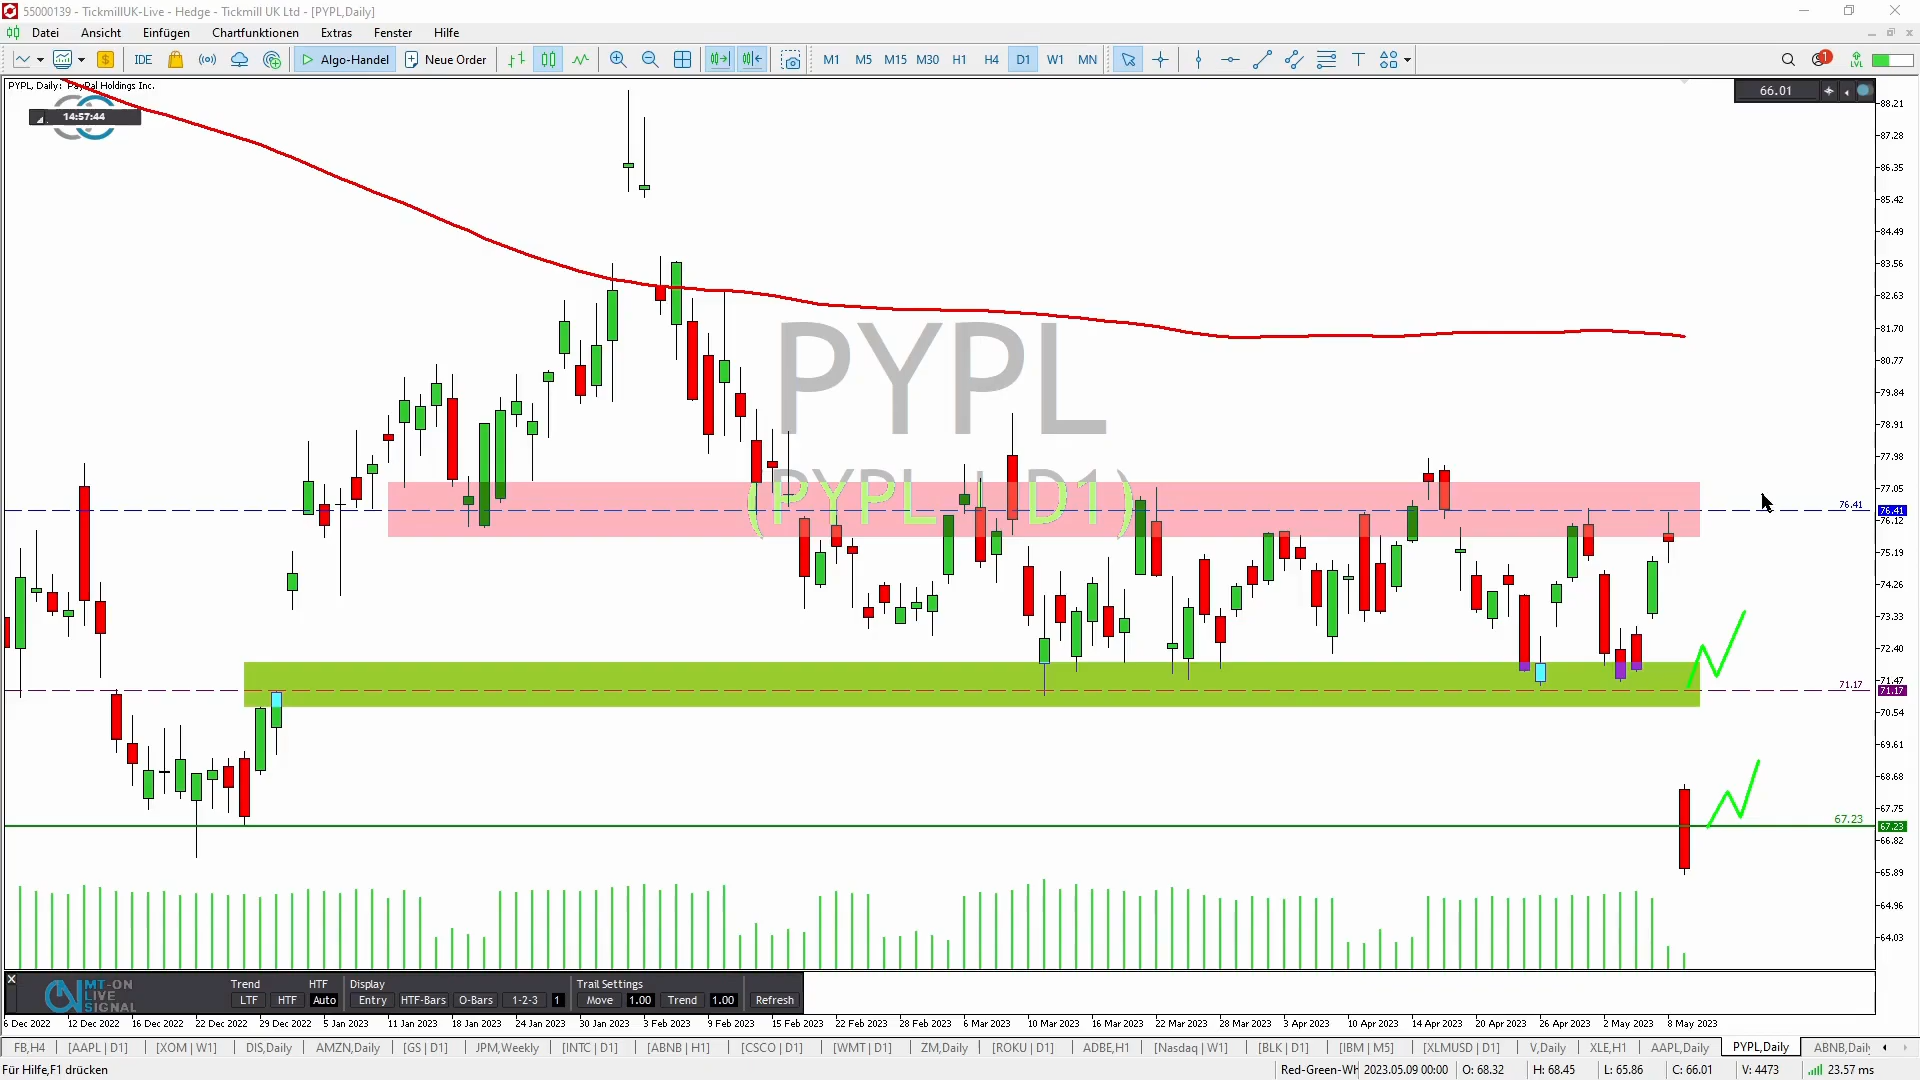 55000139 - TickmillUK-Live - Hedge - Tickmill UK Ltd - [PYPL,Daily]
Datei Ansicht Einfügen Chartfunktionen Extras Fenster Hilfe
IDE Algo-Handel Neue Order M1 M5 M15 M30 H1 H4 D1 W1 MN 1 LVL
PYPL, Daily: PayPal Holdings Inc.
14:57:44
66.01
88.21
87.28
86.35
85.42
84.49
83.56
82.63
81.70
80.77
79.84
78.91
77.98
77.05
76.41 76.41
76.12
75.19
74.26
73.33
72.40
71.47
71.17 71.17
70.54
69.61
68.68
67.75
67.23 67.23
66.82
65.89
64.96
64.03
PYPL
(PYPL | D1)
MT-ON
LIVE
SIGNAL
Trend HTF Display Trail Settings
LTF HTF Auto Entry HTF-Bars O-Bars 1-2-3 1 Move 1.00 Trend 1.00 Refresh
6 Dec 2022 12 Dec 2022 16 Dec 2022 22 Dec 2022 29 Dec 2022 5 Jan 2023 11 Jan 2023 18 Jan 2023 24 Jan 2023 30 Jan 2023 3 Feb 2023 9 Feb 2023 15 Feb 2023 22 Feb 2023 28 Feb 2023 6 Mar 2023 10 Mar 2023 16 Mar 2023 22 Mar 2023 28 Mar 2023 3 Apr 2023 10 Apr 2023 14 Apr 2023 20 Apr 2023 26 Apr 2023 2 May 2023 8 May 2023
FB,H4 [AAPL | D1] [XOM | W1] DIS,Daily AMZN,Daily [GS | D1] JPM,Weekly [INTC | D1] [ABNB | H1] [CSCO | D1] [WMT | D1] ZM,Daily [ROKU | D1] ADBE,H1 [Nasdaq | W1] [BLK | D1] [IBM | M5] [XLMUSD | D1] V,Daily XLE,H1 AAPL,Daily PYPL,Daily ABNB,Daily
Für Hilfe,F1 drücken Red-Green-Wh 2023.05.09 00:00 O: 68.32 H: 68.45 L: 65.86 C: 66.01 V: 4473 23.57 ms